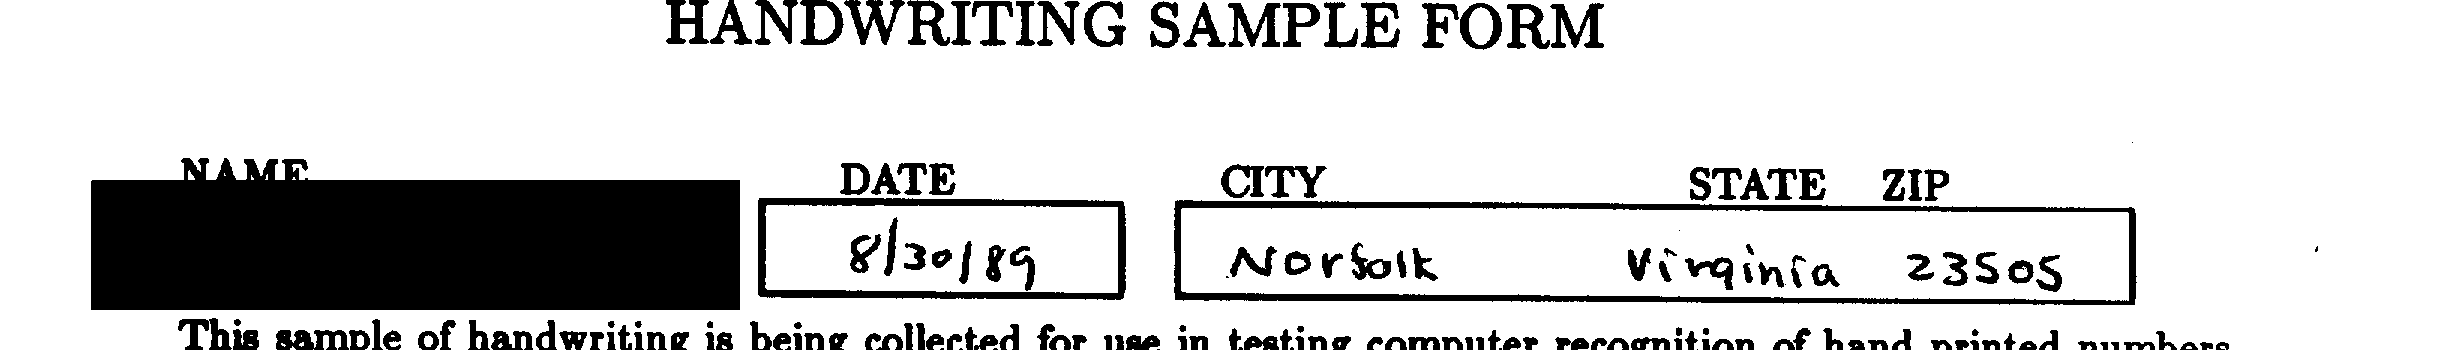 HANDWRITING SAMPLE FORM
NAME DATE CITY STATE ZIP
8/30/89 Norfolk Virginia 23505
This sample of handwriting is being collected for use in testing computer recognition of hand printed numbers